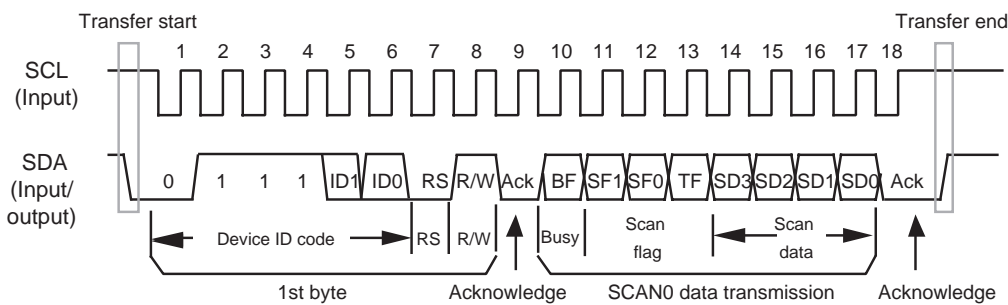 Transfer start
Transfer end
1 2 3 4 5 6 7 8 9 10 11 12 13 14 15 16 17 18
SCL
(Input)
SDA
(Input/
output)
0 1 1 1 ID1 ID0 RS R/W Ack BF SF1 SF0 TF SD3 SD2 SD1 SD0 Ack
Device ID code RS R/W Busy Scan
flag Scan
data
1st byte Acknowledge SCAN0 data transmission Acknowledge